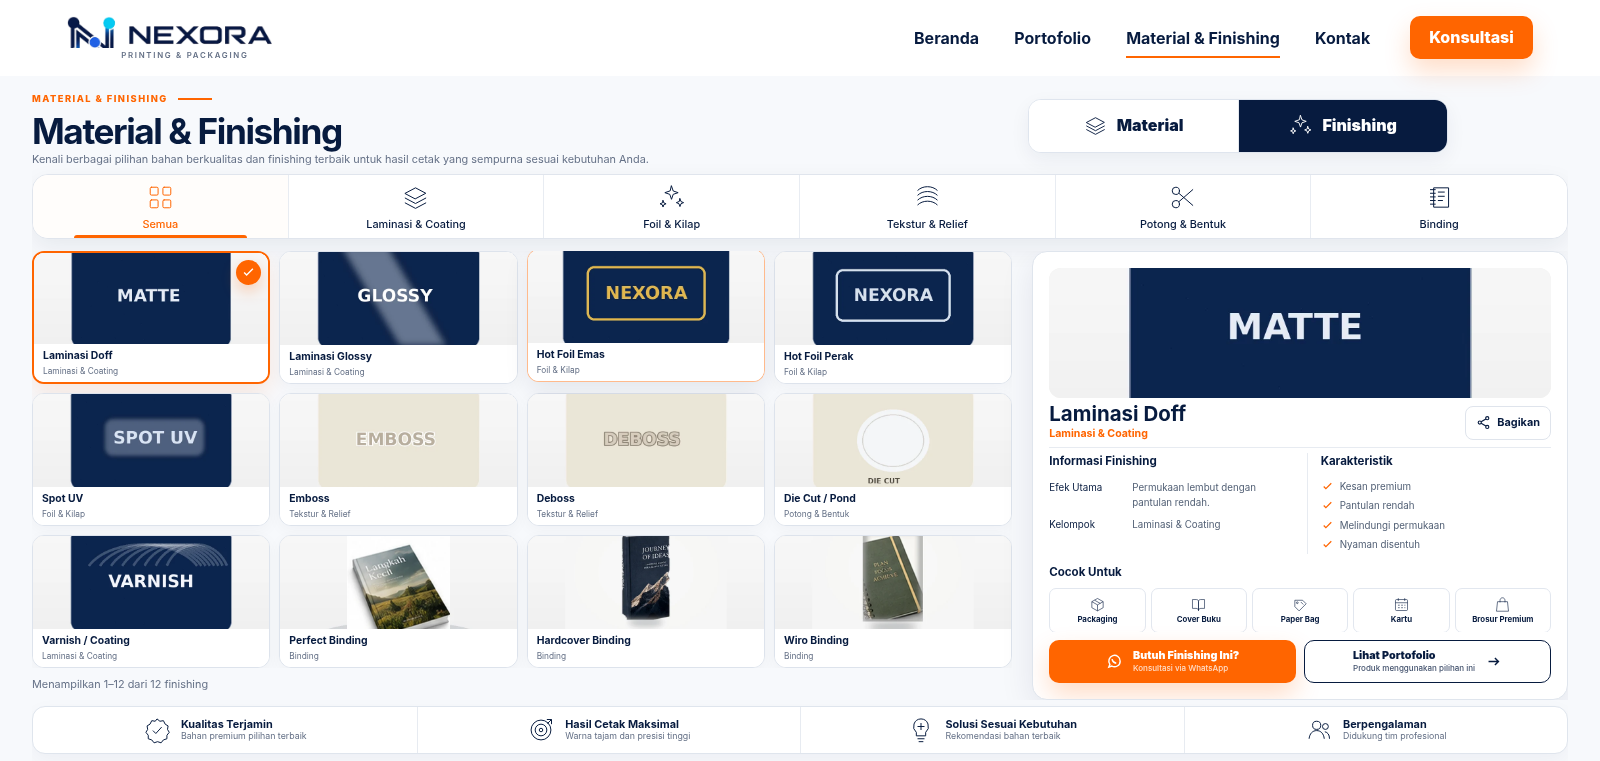 NEXORA
PRINTING & PACKAGING
Beranda
Portofolio
Material & Finishing
Kontak
Konsultasi
MATERIAL & FINISHING
Material & Finishing
Kenali berbagai pilihan bahan berkualitas dan finishing terbaik untuk hasil cetak yang sempurna sesuai kebutuhan Anda.
Material
Finishing
Semua
Laminasi & Coating
Foil & Kilap
Tekstur & Relief
Potong & Bentuk
Binding
MATTE
Laminasi Doff
Laminasi & Coating
GLOSSY
Laminasi Glossy
Laminasi & Coating
NEXORA
Hot Foil Emas
Foil & Kilap
NEXORA
Hot Foil Perak
Foil & Kilap
SPOT UV
Spot UV
Foil & Kilap
EMBOSS
Emboss
Tekstur & Relief
DEBOSS
Deboss
Tekstur & Relief
DIE CUT
Die Cut / Pond
Potong & Bentuk
VARNISH
Varnish / Coating
Laminasi & Coating
Langkah
Kecil
Perfect Binding
Binding
JOURNEY
OF IDEAS
Hardcover Binding
Binding
PLAN
FOCUS
ACHIEVE
Wiro Binding
Binding
Menampilkan 1–12 dari 12 finishing
MATTE
Laminasi Doff
Laminasi & Coating
Bagikan
Informasi Finishing
Efek Utama
Permukaan lembut dengan
pantulan rendah.
Kelompok
Laminasi & Coating
Karakteristik
Kesan premium
Pantulan rendah
Melindungi permukaan
Nyaman disentuh
Cocok Untuk
Packaging
Cover Buku
Paper Bag
Kartu
Brosur Premium
Butuh Finishing Ini?
Konsultasi via WhatsApp
Lihat Portofolio
Produk menggunakan pilihan ini
Kualitas Terjamin
Bahan premium pilihan terbaik
Hasil Cetak Maksimal
Warna tajam dan presisi tinggi
Solusi Sesuai Kebutuhan
Rekomendasi bahan terbaik
Berpengalaman
Didukung tim profesional